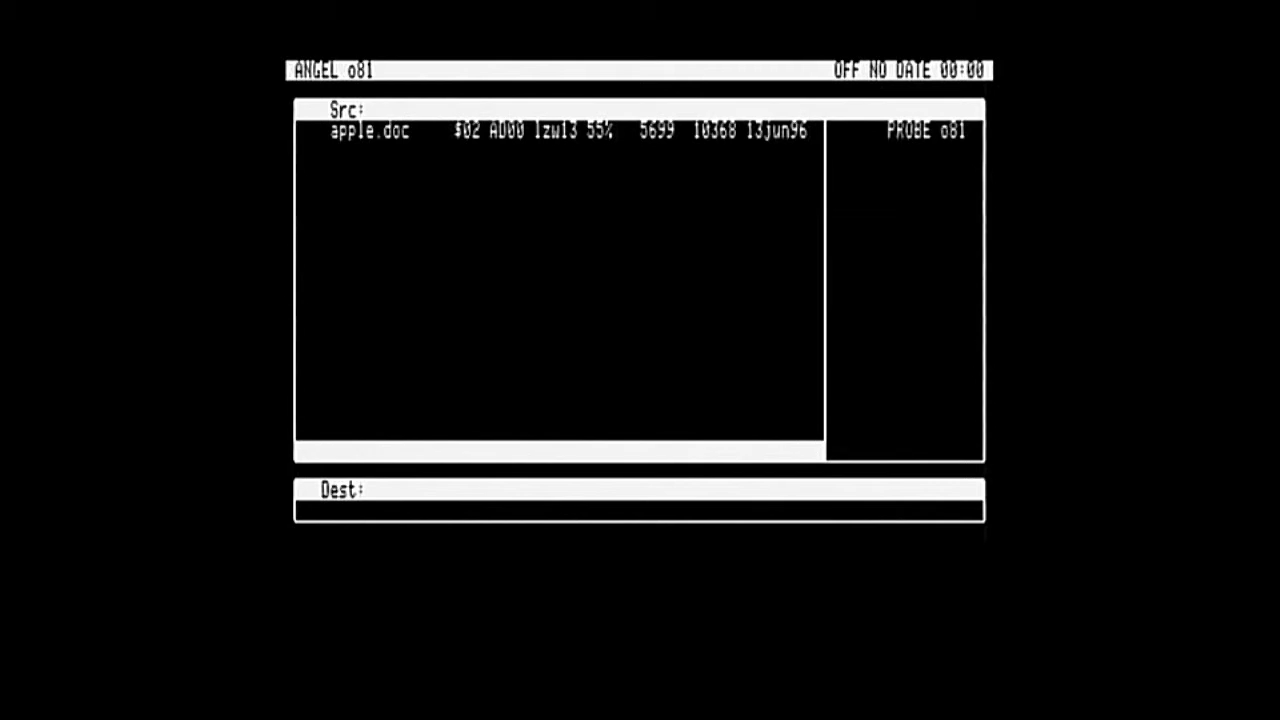 ANGEL o81 OFF NO DATE 00:00
Src:
apple.doc $02 AD00 lzw13 55% 5699 10368 13jun96 PROBE o81
Dest: